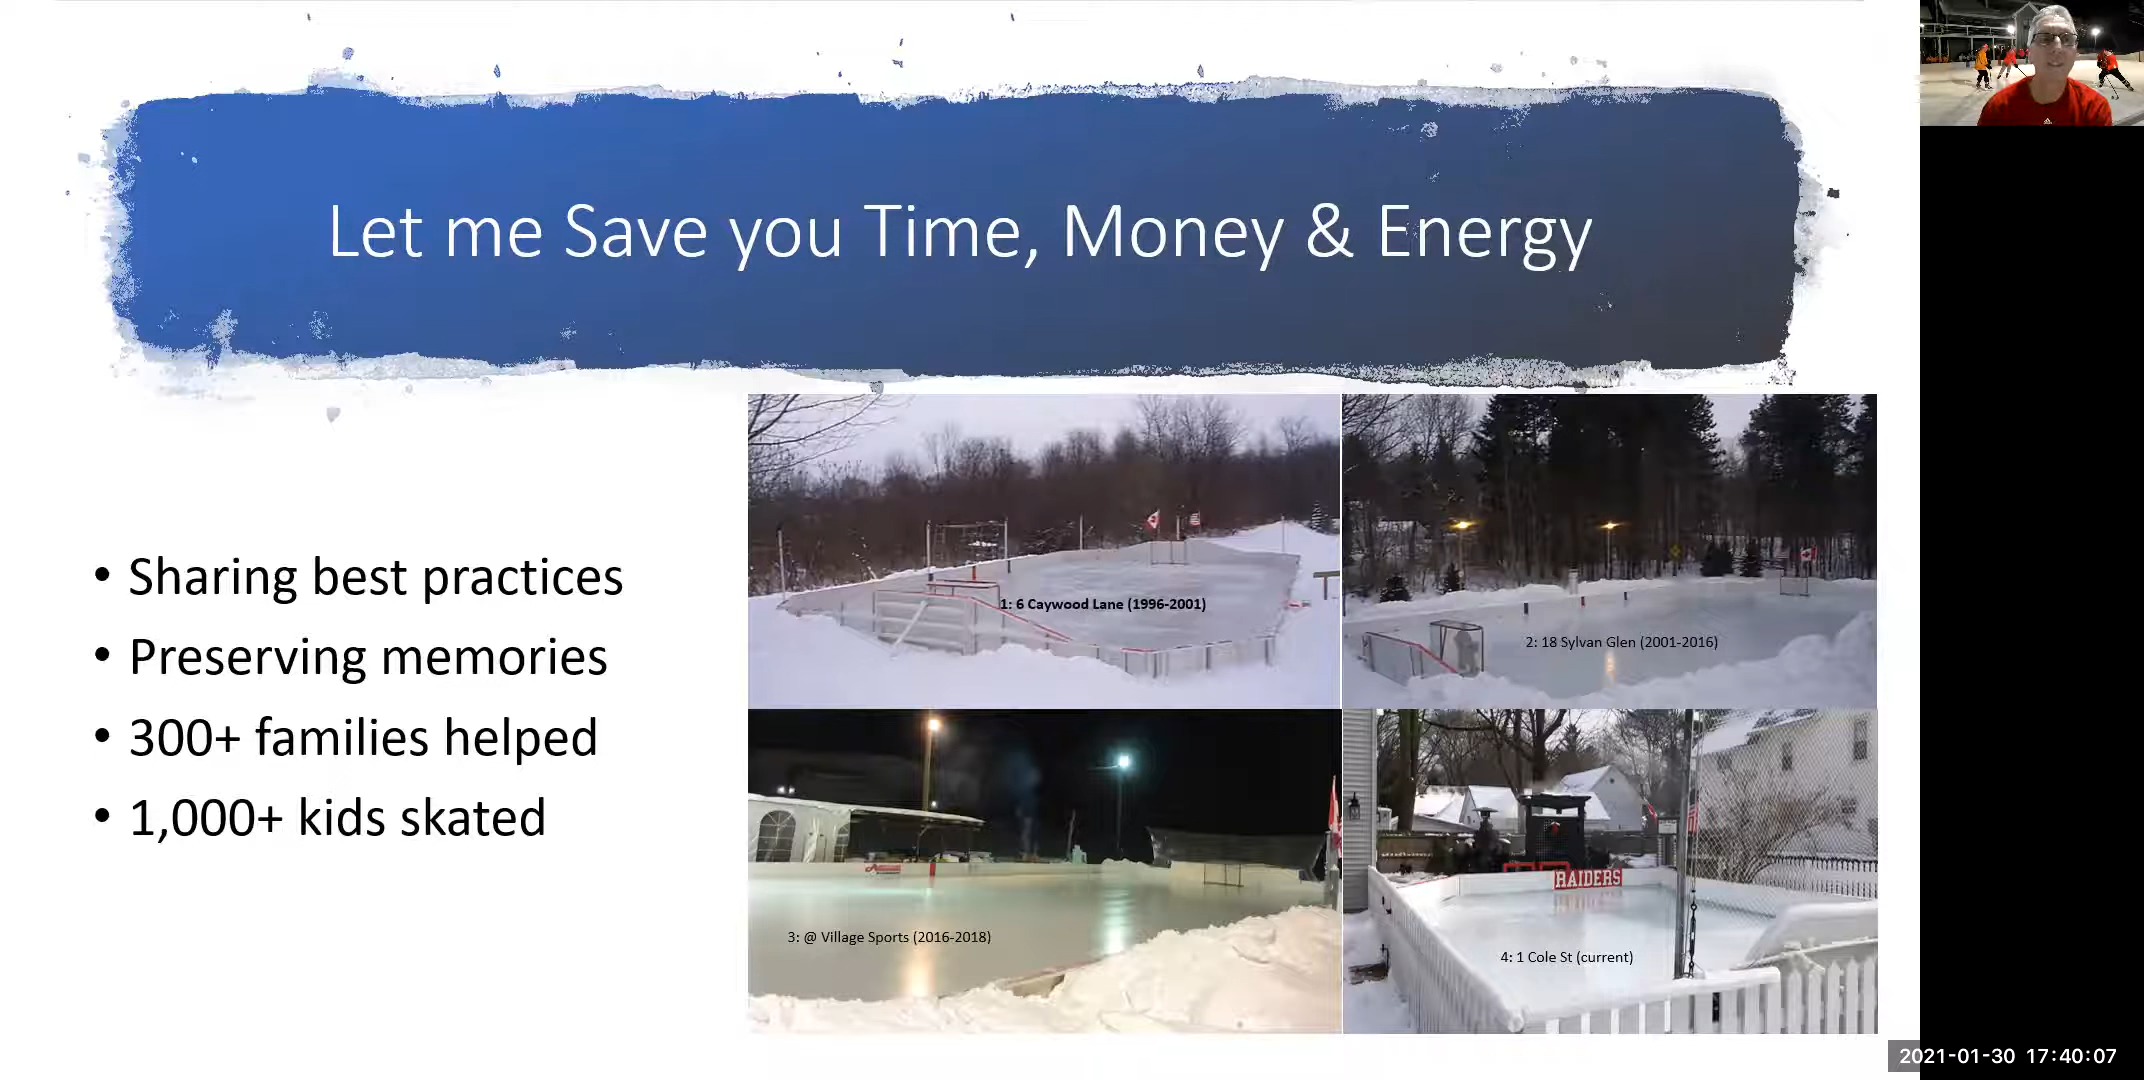 Let me Save you Time, Money & Energy
• Sharing best practices
• Preserving memories
• 300+ families helped
• 1,000+ kids skated
1: 6 Caywood Lane (1996-2001)
2: 18 Sylvan Glen (2001-2016)
3: @ Village Sports (2016-2018)
RAIDERS
4: 1 Cole St (current)
2021-01-30 17:40:07